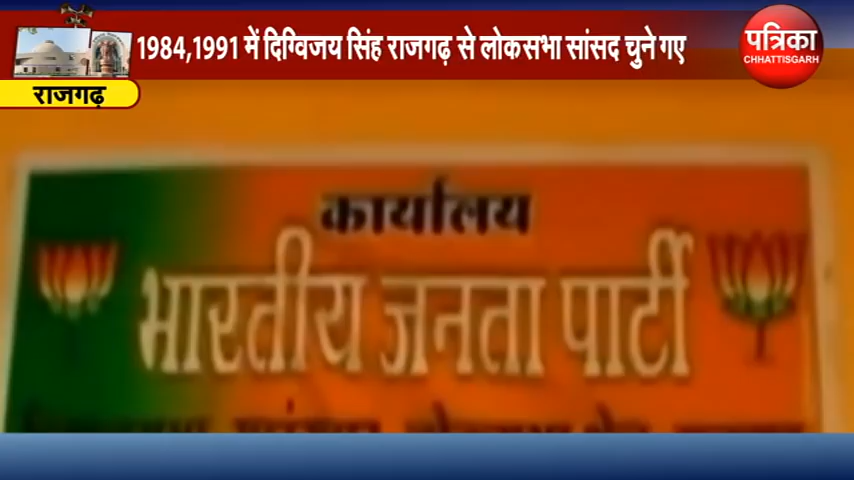 1984,1991 में दिग्विजय सिंह राजगढ़ से लोकसभा सांसद चुने गए
पत्रिका
CHHATTISGARH
राजगढ़
कार्यालय
भारतीय जनता पार्टी